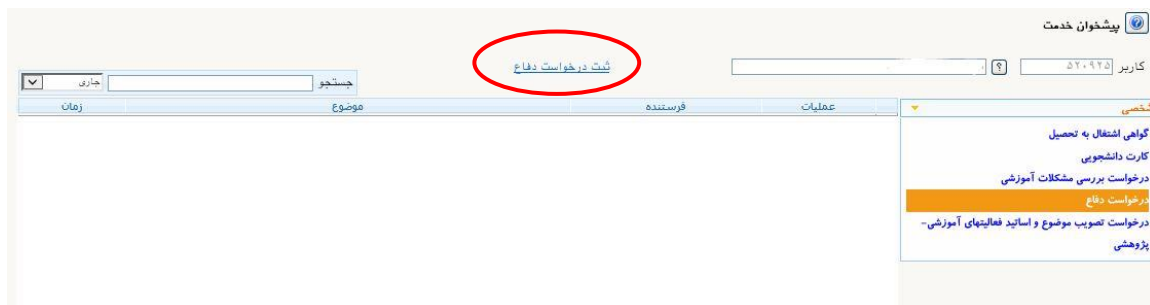 پیشخوان خدمت
کاربر ۵۲۰۹۲۵ ?
ثبت درخواست دفاع
جستجو جاری
عملیات فرستنده موضوع زمان
شخصی
گواهی اشتغال به تحصیل
کارت دانشجویی
درخواست بررسی مشکلات آموزشی
درخواست دفاع
درخواست تصویب موضوع و اساتید فعالیتهای آموزشی-
پژوهشی